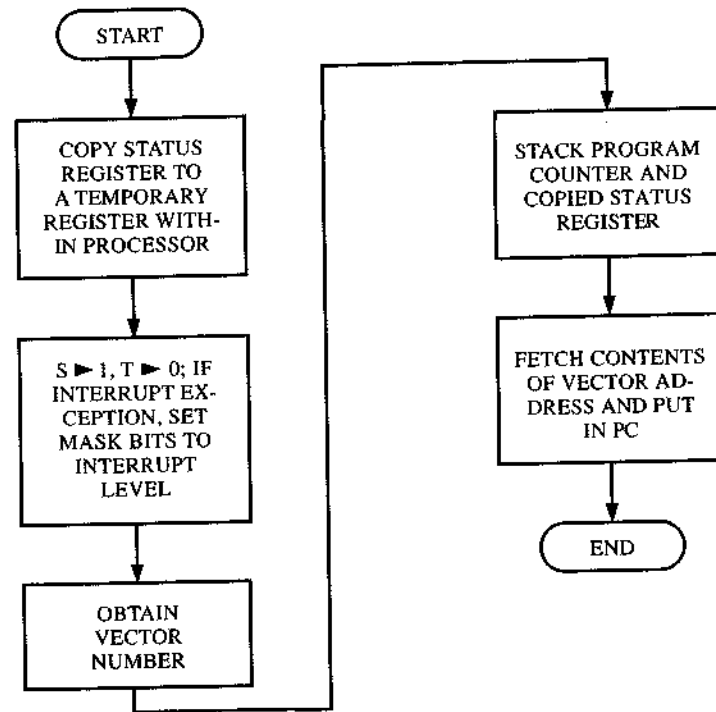 START
COPY STATUS
REGISTER TO
A TEMPORARY
REGISTER WITH-
IN PROCESSOR
S ► 1, T ► 0; IF
INTERRUPT EX-
CEPTION, SET
MASK BITS TO
INTERRUPT
LEVEL
OBTAIN
VECTOR
NUMBER
STACK PROGRAM
COUNTER AND
COPIED STATUS
REGISTER
FETCH CONTENTS
OF VECTOR AD-
DRESS AND PUT
IN PC
END